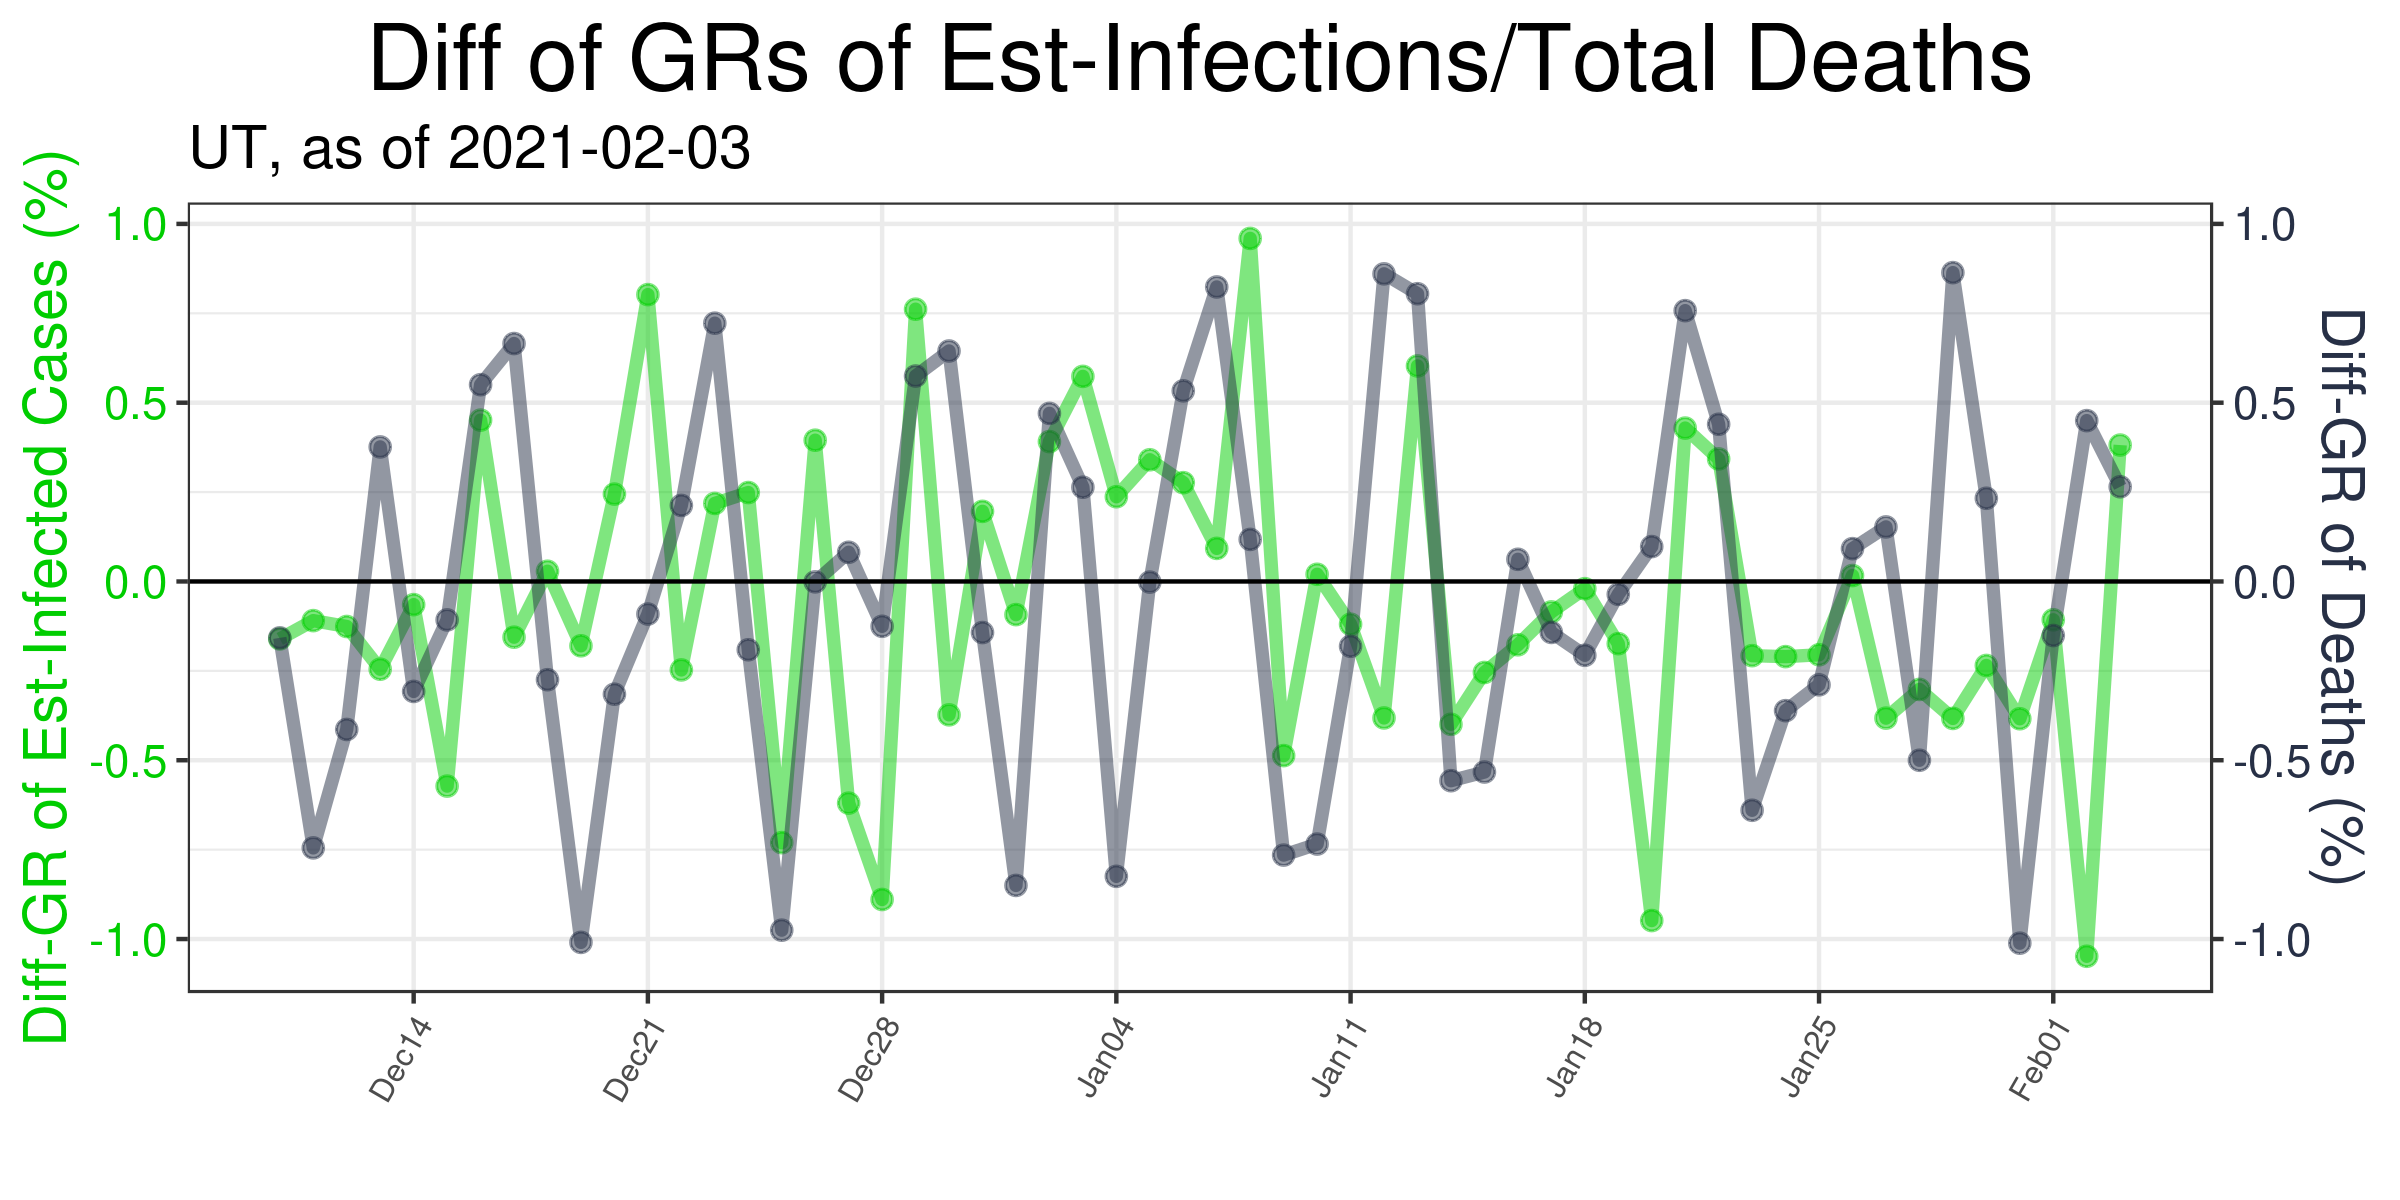 Diff of GRs of Est-Infections/Total Deaths
UT, as of 2021-02-03
Diff-GR of Est-Infected Cases (%)
1.0
0.5
0.0
-0.5
-1.0
1.0
0.5
0.0
-0.5
-1.0
Diff-GR of Deaths (%)
Dec14
Dec21
Dec28
Jan04
Jan11
Jan18
Jan25
Feb01